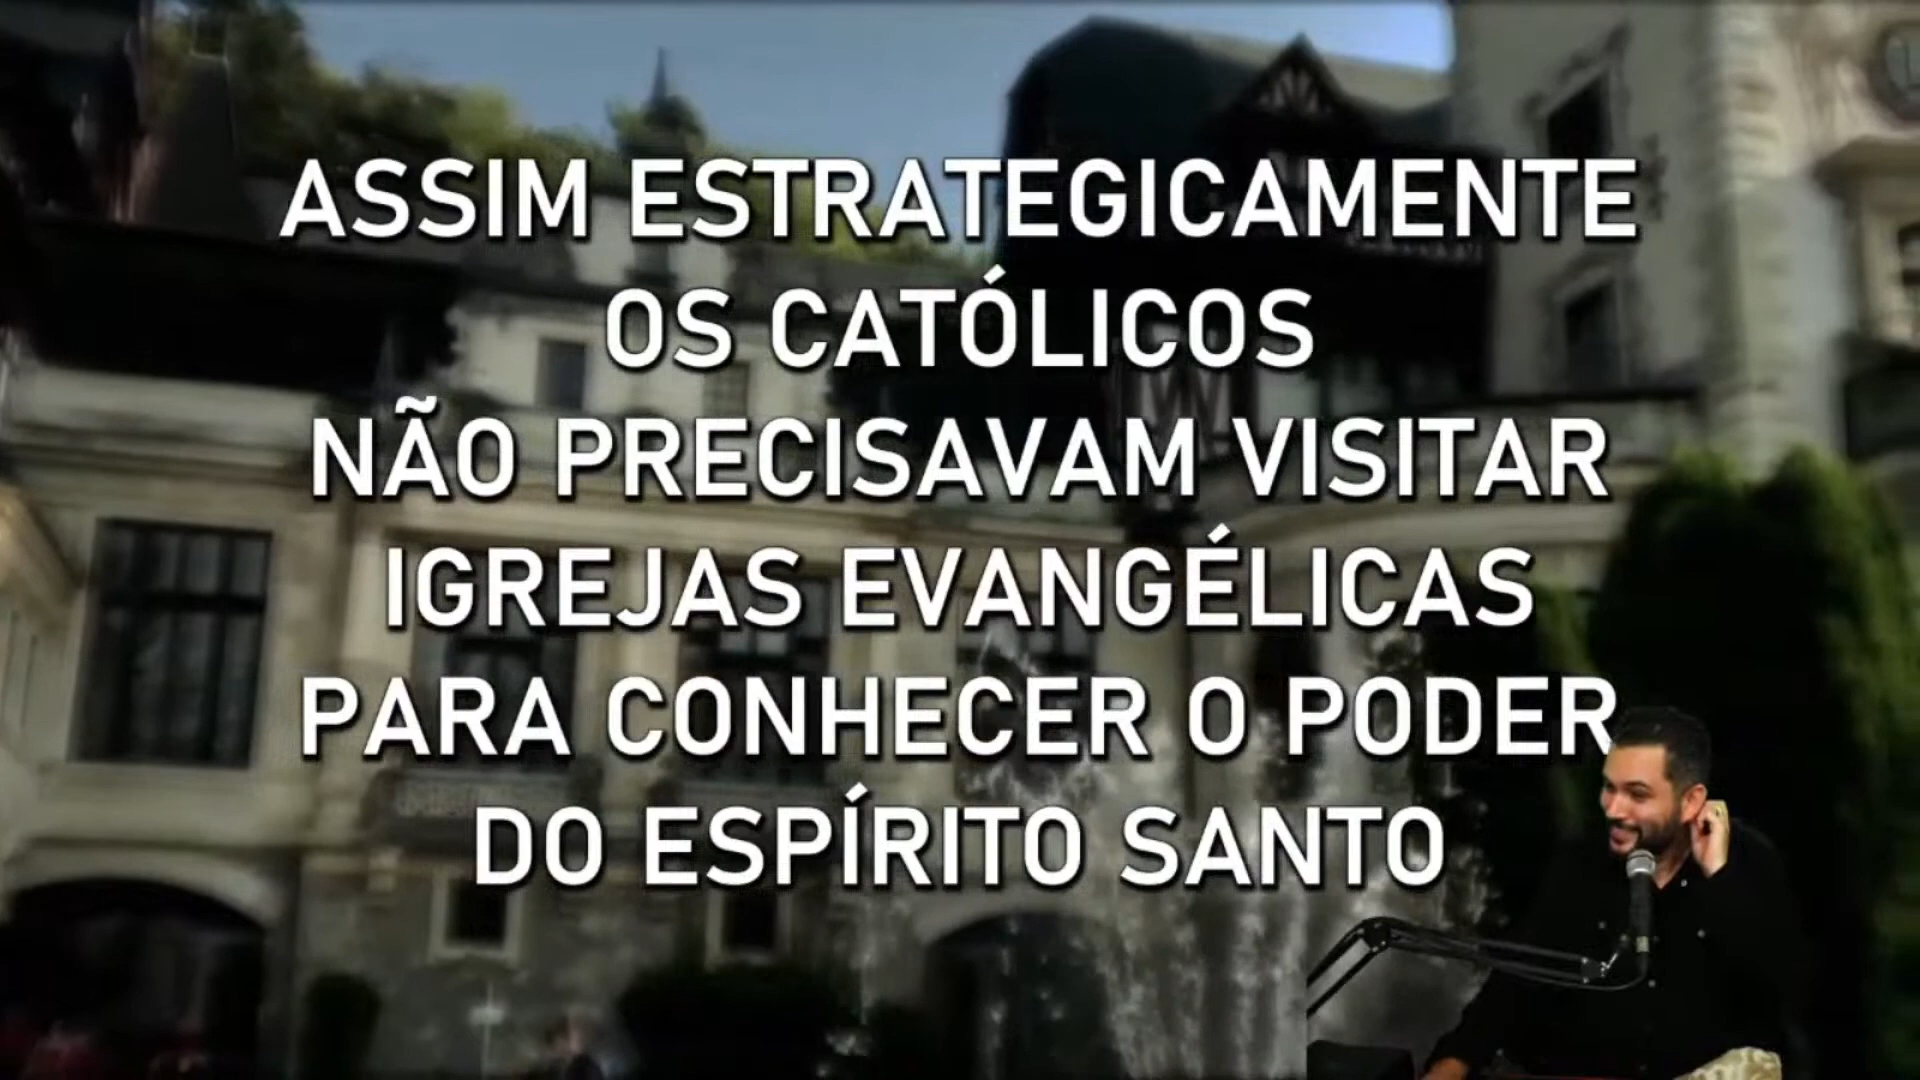 ASSIM ESTRATEGICAMENTE
OS CATÓLICOS
NÃO PRECISAVAM VISITAR
IGREJAS EVANGÉLICAS
PARA CONHECER O PODER
DO ESPÍRITO SANTO